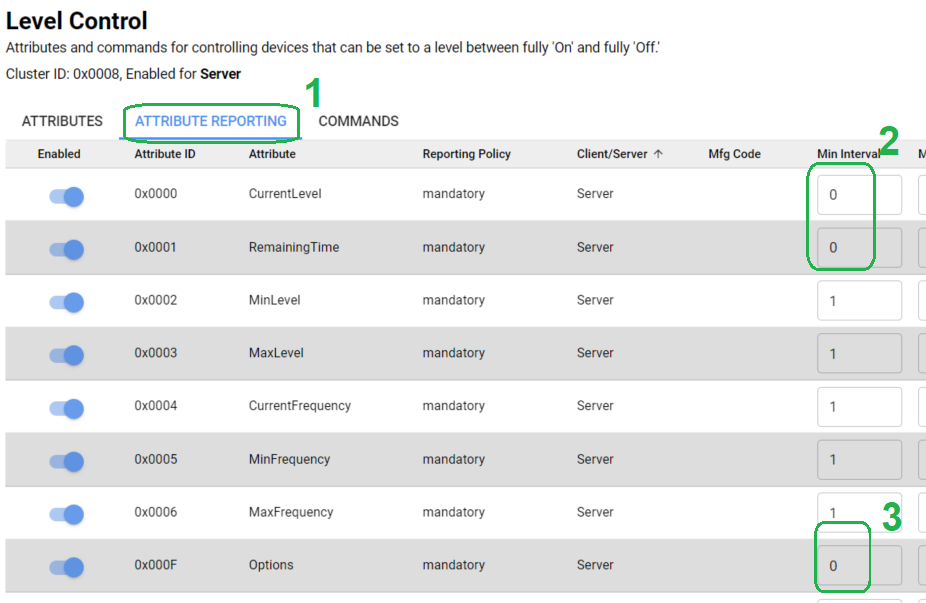 Level Control
Attributes and commands for controlling devices that can be set to a level between fully 'On' and fully 'Off.'
Cluster ID: 0x0008, Enabled for Server
1
ATTRIBUTES ATTRIBUTE REPORTING COMMANDS
2
Enabled Attribute ID Attribute Reporting Policy Client/Server ↑ Mfg Code Min Interval M
0x0000 CurrentLevel mandatory Server 0
0x0001 RemainingTime mandatory Server 0
0x0002 MinLevel mandatory Server 1
0x0003 MaxLevel mandatory Server 1
0x0004 CurrentFrequency mandatory Server 1
0x0005 MinFrequency mandatory Server 1
0x0006 MaxFrequency mandatory Server 1
3
0x000F Options mandatory Server 0